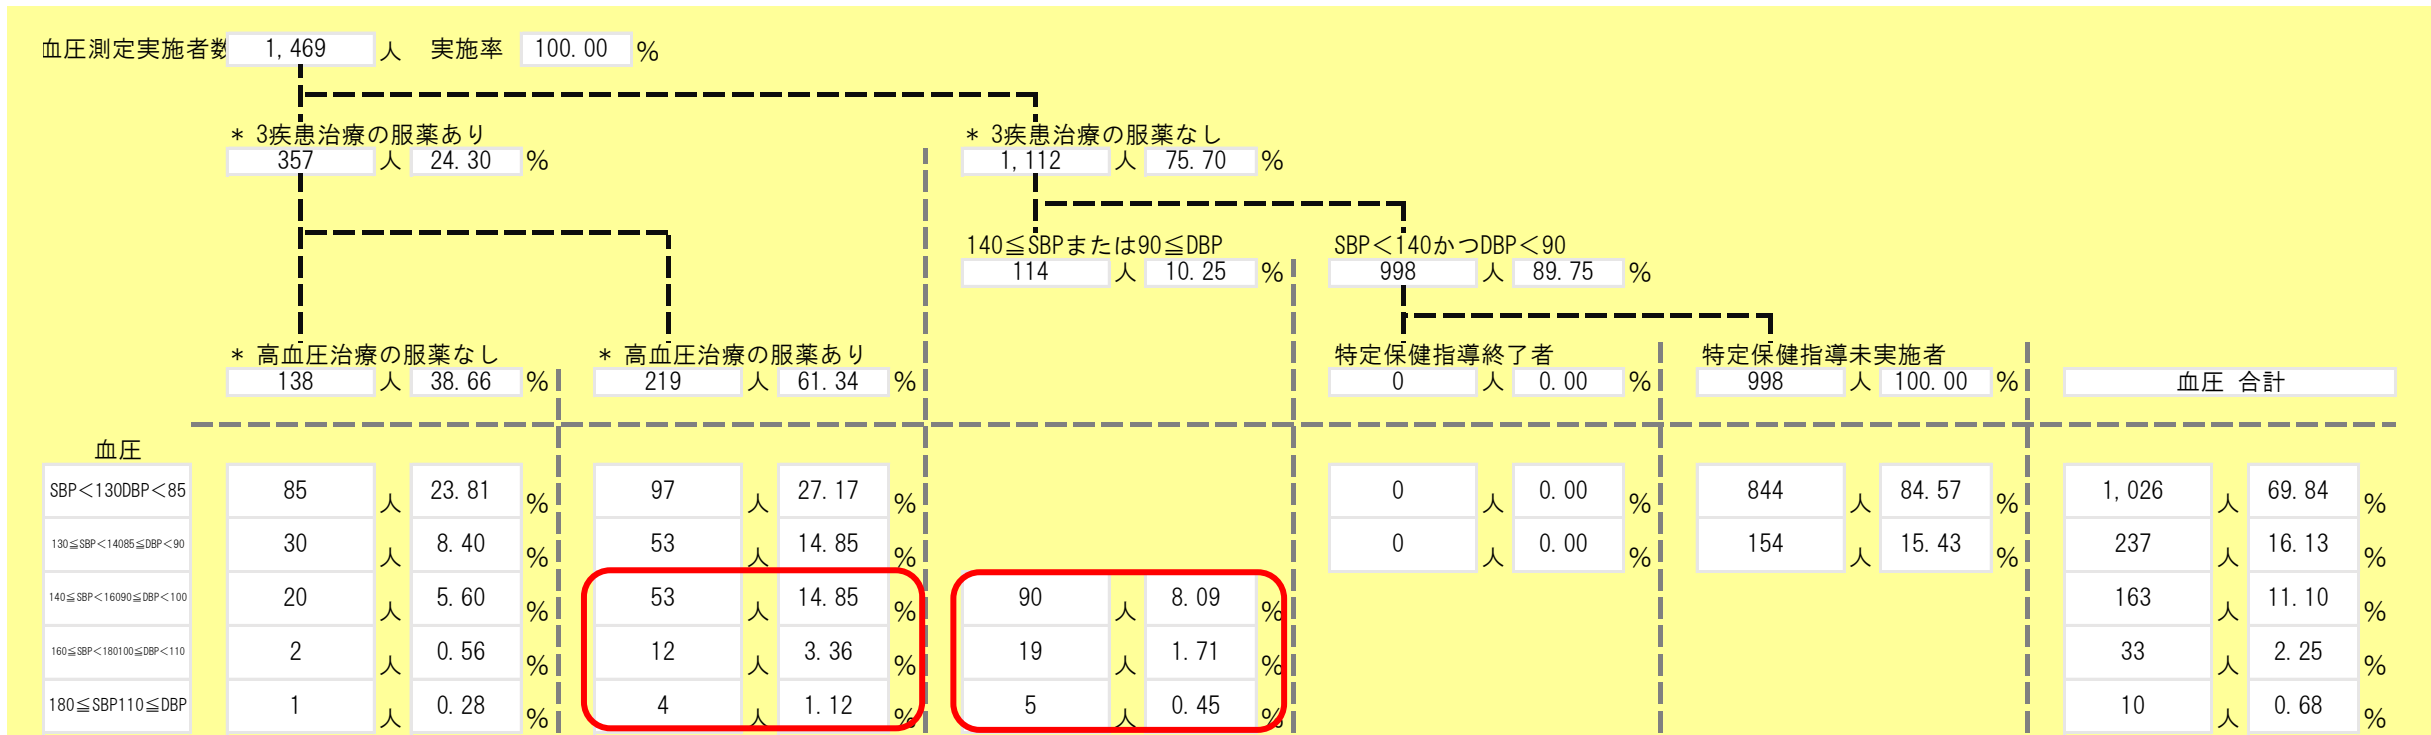 血圧測定実施者数 1,469 人 実施率 100.00 %
* 3疾患治療の服薬あり * 3疾患治療の服薬なし
357 人 24.30 % 1,112 人 75.70 %
140≦SBPまたは90≦DBP SBP＜140かつDBP＜90
114 人 10.25 % 998 人 89.75 %
* 高血圧治療の服薬なし * 高血圧治療の服薬あり 特定保健指導終了者 特定保健指導未実施者
138 人 38.66 % 219 人 61.34 % 0 人 0.00 % 998 人 100.00 % 血圧 合計
血圧
SBP＜130DBP＜85 85 人 23.81 % 97 人 27.17 % 0 人 0.00 % 844 人 84.57 % 1,026 人 69.84 %
130≦SBP＜14085≦DBP＜90 30 人 8.40 % 53 人 14.85 % 0 人 0.00 % 154 人 15.43 % 237 人 16.13 %
140≦SBP＜16090≦DBP＜100 20 人 5.60 % 53 人 14.85 % 90 人 8.09 % 163 人 11.10 %
160≦SBP＜180100≦DBP＜110 2 人 0.56 % 12 人 3.36 % 19 人 1.71 % 33 人 2.25 %
180≦SBP110≦DBP 1 人 0.28 % 4 人 1.12 % 5 人 0.45 % 10 人 0.68 %